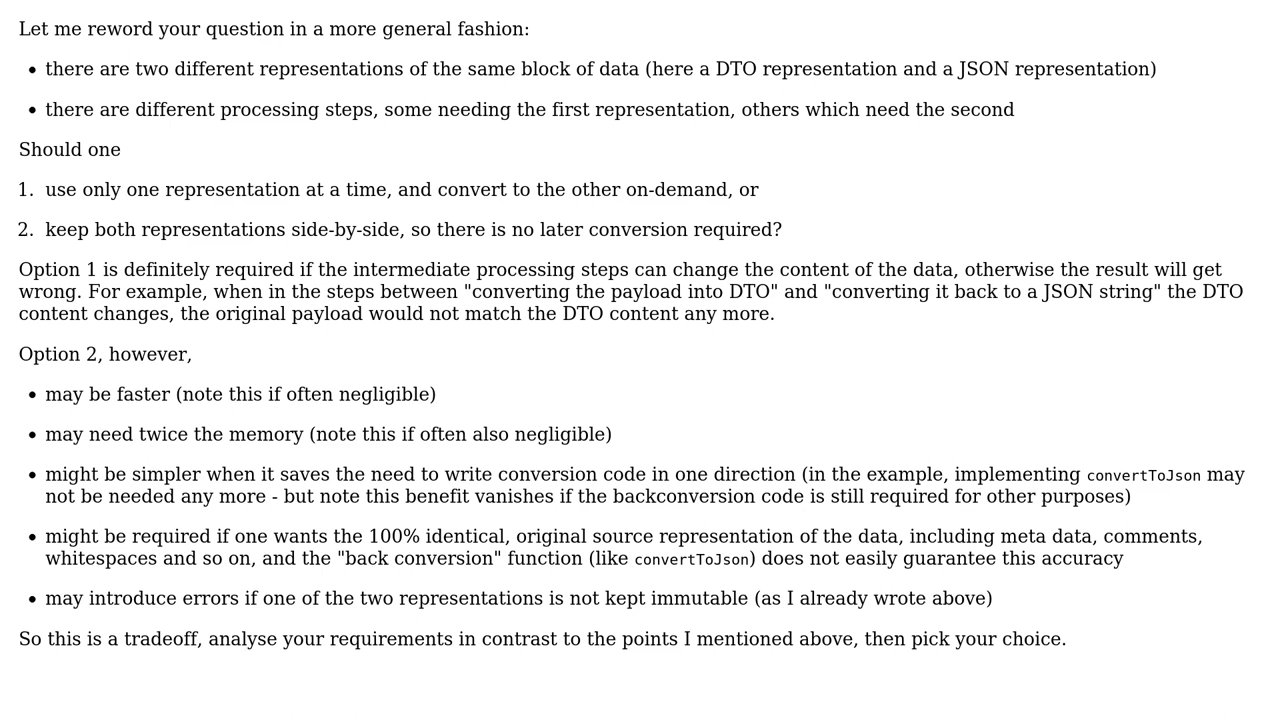 Let me reword your question in a more general fashion:
• there are two different representations of the same block of data (here a DTO representation and a JSON representation)
• there are different processing steps, some needing the first representation, others which need the second
Should one
1. use only one representation at a time, and convert to the other on-demand, or
2. keep both representations side-by-side, so there is no later conversion required?
Option 1 is definitely required if the intermediate processing steps can change the content of the data, otherwise the result will get
wrong. For example, when in the steps between "converting the payload into DTO" and "converting it back to a JSON string" the DTO
content changes, the original payload would not match the DTO content any more.
Option 2, however,
• may be faster (note this if often negligible)
• may need twice the memory (note this if often also negligible)
• might be simpler when it saves the need to write conversion code in one direction (in the example, implementing convertToJson may
not be needed any more - but note this benefit vanishes if the backconversion code is still required for other purposes)
• might be required if one wants the 100% identical, original source representation of the data, including meta data, comments,
whitespaces and so on, and the "back conversion" function (like convertToJson) does not easily guarantee this accuracy
• may introduce errors if one of the two representations is not kept immutable (as I already wrote above)
So this is a tradeoff, analyse your requirements in contrast to the points I mentioned above, then pick your choice.